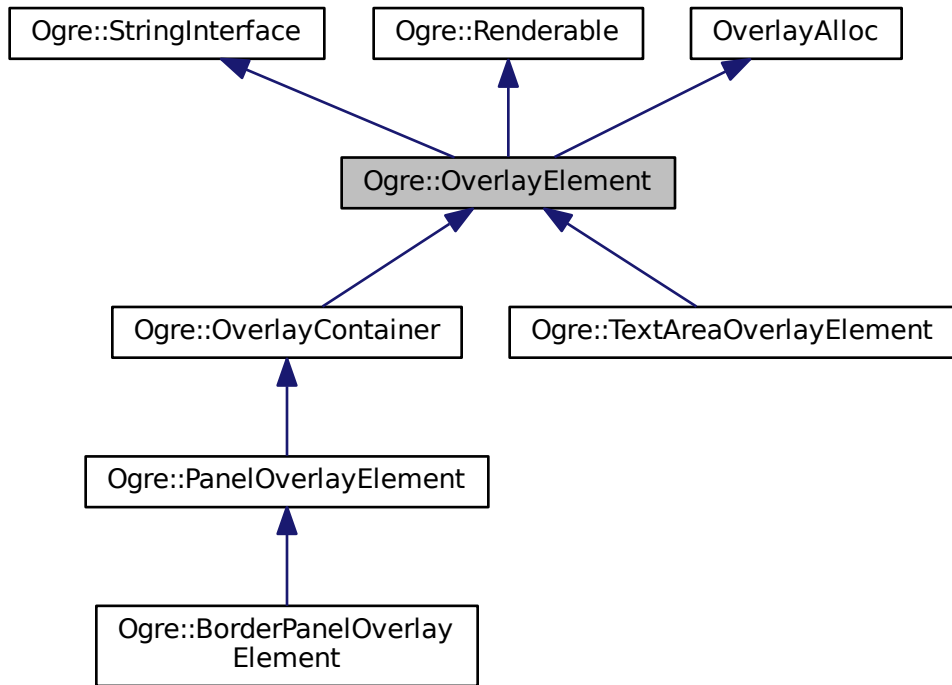 Ogre::StringInterface
Ogre::Renderable
OverlayAlloc
Ogre::OverlayElement
Ogre::OverlayContainer
Ogre::TextAreaOverlayElement
Ogre::PanelOverlayElement
Ogre::BorderPanelOverlay
Element